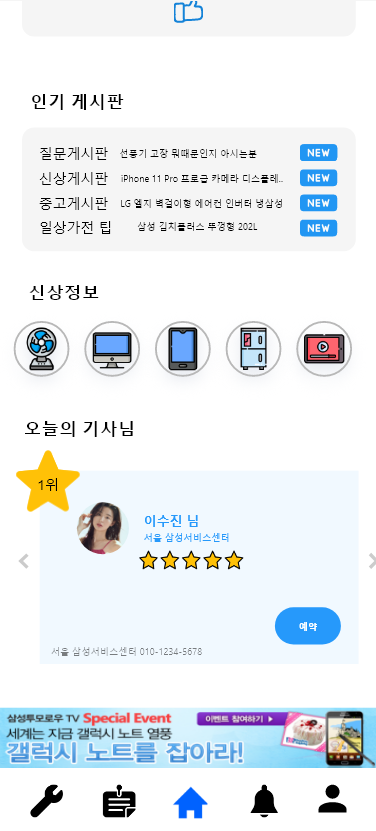 인기 게시판
질문게시판 선풍기 고장 뭐때문인지 아시는분 NEW
신상게시판 iPhone 11 Pro 프로급 카메라 디스플레.. NEW
중고게시판 LG 엘지 벽걸이형 에어컨 인버터 냉삼성 NEW
일상가전 팁 삼성 김치플러스 뚜껑형 202L NEW
신상정보
오늘의 기사님
1위
이수진 님
서울 삼성서비스센터
예약
서울 삼성서비스센터 010-1234-5678
삼성투모로우 TV Special Event 이벤트 참여하기
세계는 지금 갤럭시 노트 열풍
갤럭시 노트를 잡아라!